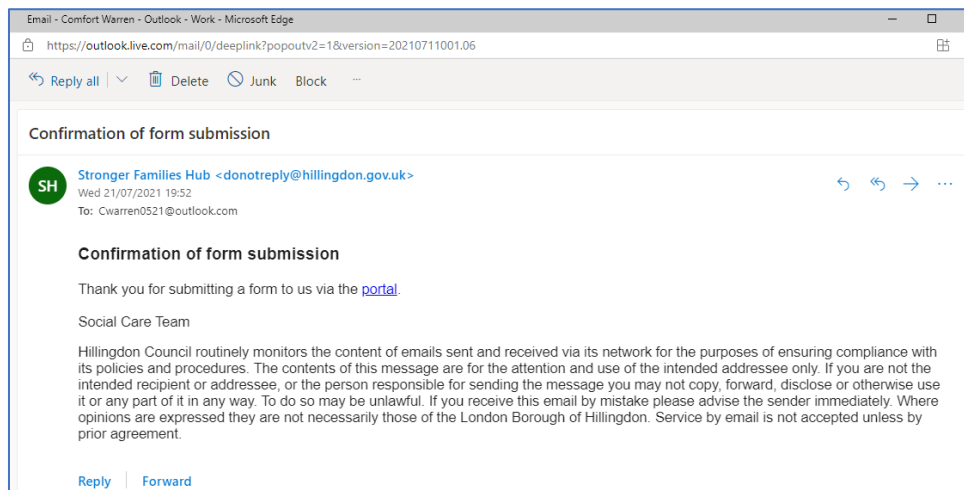 Email - Comfort Warren - Outlook - Work - Microsoft Edge
https://outlook.live.com/mail/0/deeplink?popoutv2=1&version=20210711001.06
Reply all Delete Junk Block ...
Confirmation of form submission
SH
Stronger Families Hub <donotreply@hillingdon.gov.uk>
Wed 21/07/2021 19:52
To: Cwarren0521@outlook.com
Confirmation of form submission
Thank you for submitting a form to us via the portal.
Social Care Team
Hillingdon Council routinely monitors the content of emails sent and received via its network for the purposes of ensuring compliance with
its policies and procedures. The contents of this message are for the attention and use of the intended addressee only. If you are not the
intended recipient or addressee, or the person responsible for sending the message you may not copy, forward, disclose or otherwise use
it or any part of it in any way. To do so may be unlawful. If you receive this email by mistake please advise the sender immediately. Where
opinions are expressed they are not necessarily those of the London Borough of Hillingdon. Service by email is not accepted unless by
prior agreement.
Reply Forward